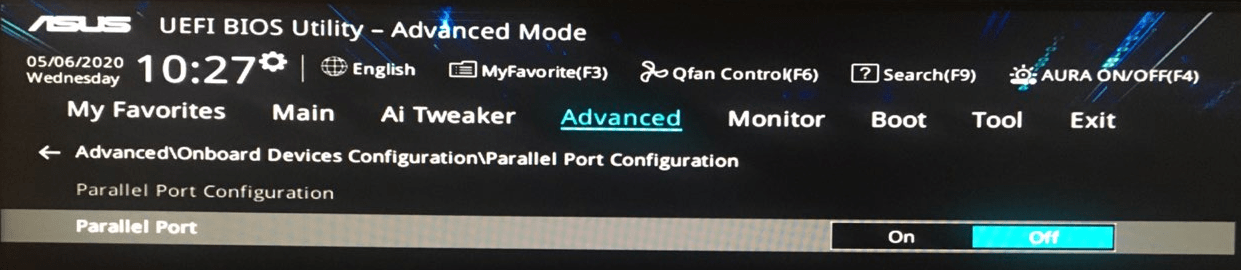 ASUS UEFI BIOS Utility – Advanced Mode
05/06/2020
Wednesday
10:27 English MyFavorite(F3) Qfan Control(F6) ? Search(F9) AURA ON/OFF(F4)
My Favorites Main Ai Tweaker Advanced Monitor Boot Tool Exit
← Advanced\Onboard Devices Configuration\Parallel Port Configuration
Parallel Port Configuration
Parallel Port On Off